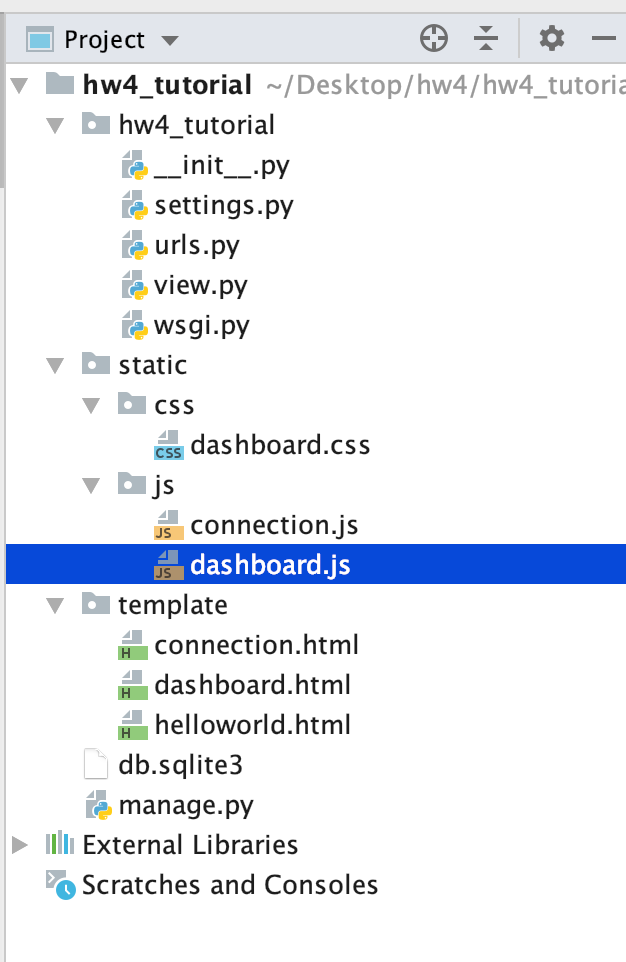 Project
hw4_tutorial ~/Desktop/hw4/hw4_tutoria
hw4_tutorial
__init__.py
settings.py
urls.py
view.py
wsgi.py
static
css
CSS dashboard.css
js
JS connection.js
JS dashboard.js
template
H connection.html
H dashboard.html
H helloworld.html
db.sqlite3
manage.py
External Libraries
Scratches and Consoles